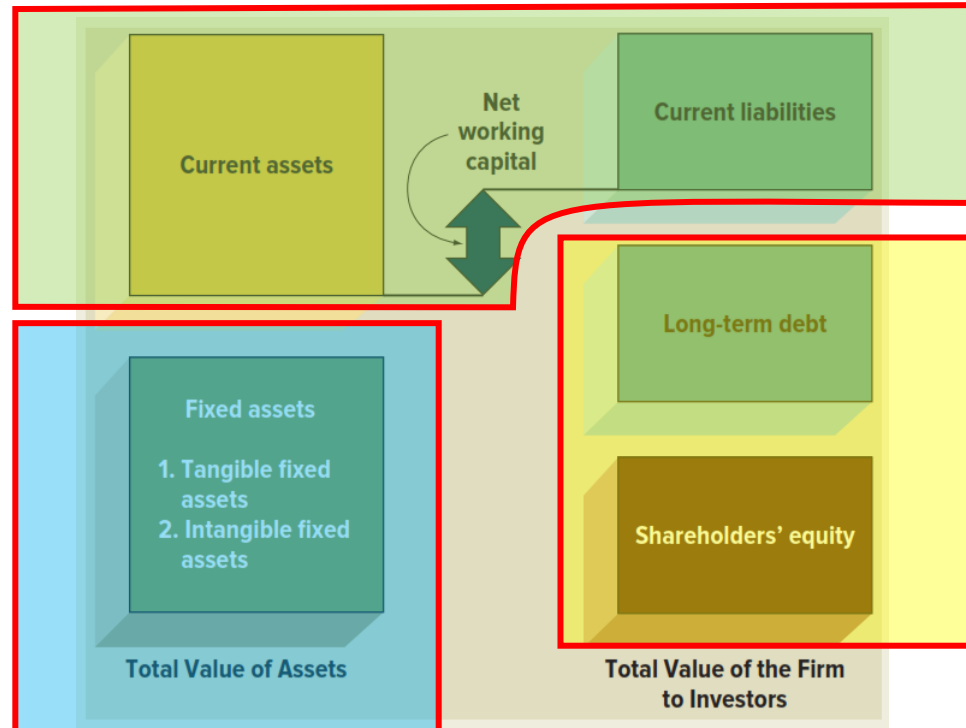 Current assets
Net
working
capital
Current liabilities
Long-term debt
Fixed assets
1. Tangible fixed
assets
2. Intangible fixed
assets
Shareholders’ equity
Total Value of Assets
Total Value of the Firm
to Investors